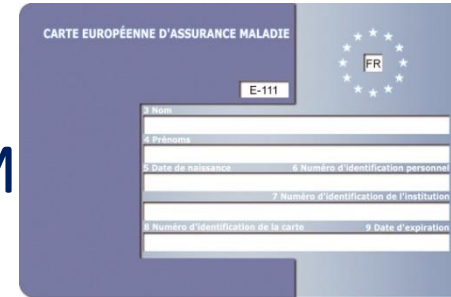 CARTE EUROPÉENNE D'ASSURANCE MALADIE
FR
E-111
3 Nom
4 Prénoms
5 Date de naissance 6 Numéro d'identification personnel
7 Numéro d'identification de l'institution
8 Numéro d'identification de la carte 9 Date d'expiration
M